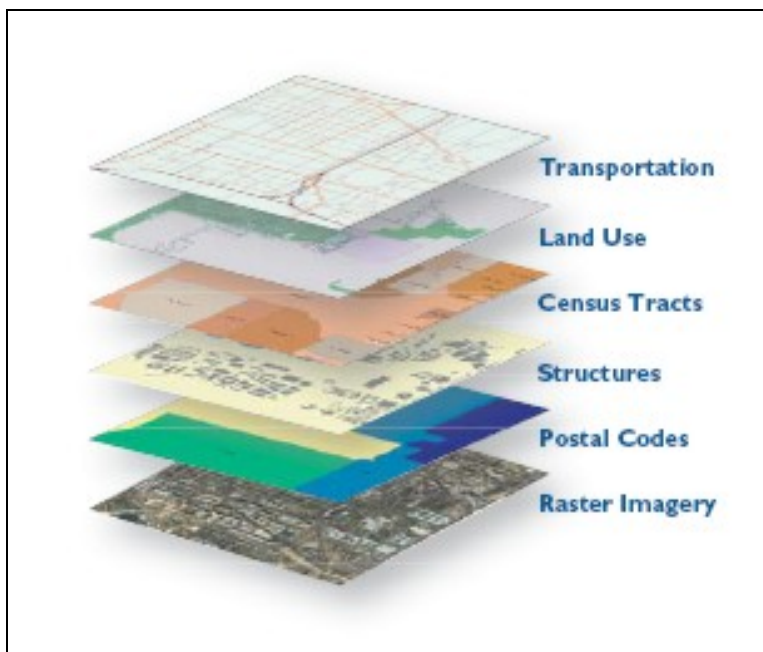 Transportation
Land Use
Census Tracts
Structures
Postal Codes
Raster Imagery